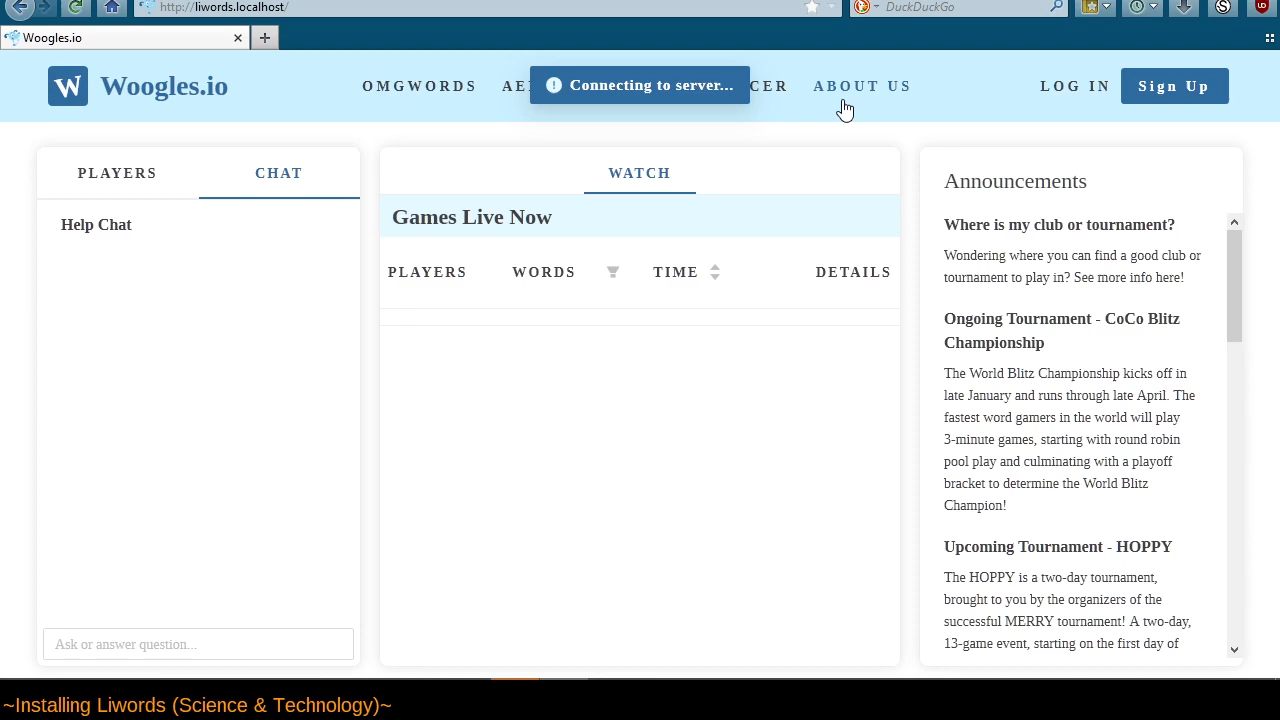 http://liwords.localhost/
DuckDuckGo
Woogles.io
W Woogles.io
OMGWORDS
Connecting to server...
CER
ABOUT US
LOG IN
Sign Up
PLAYERS CHAT
Help Chat
Ask or answer question...
WATCH
Games Live Now
PLAYERS WORDS TIME DETAILS
Announcements
Where is my club or tournament?
Wondering where you can find a good club or
tournament to play in? See more info here!
Ongoing Tournament - CoCo Blitz
Championship
The World Blitz Championship kicks off in
late January and runs through late April. The
fastest word gamers in the world will play
3-minute games, starting with round robin
pool play and culminating with a playoff
bracket to determine the World Blitz
Champion!
Upcoming Tournament - HOPPY
The HOPPY is a two-day tournament,
brought to you by the organizers of the
successful MERRY tournament! A two-day,
13-game event, starting on the first day of
~Installing Liwords (Science & Technology)~